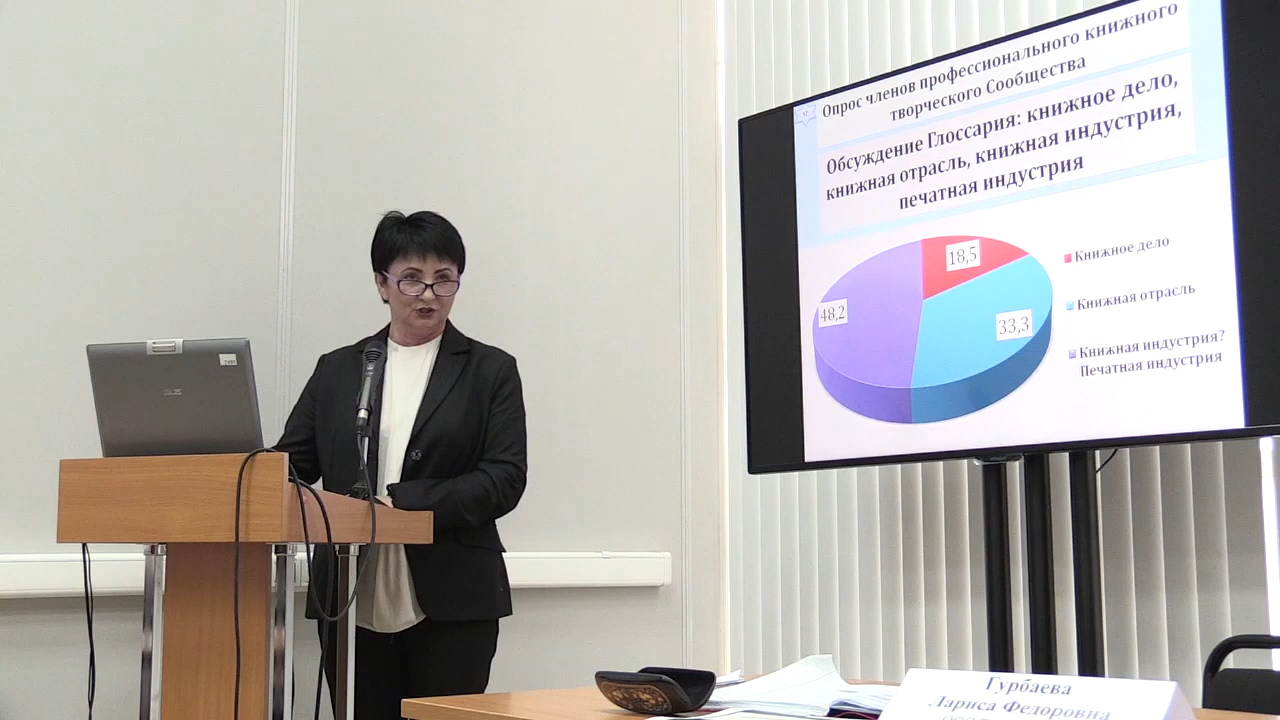 Опрос членов профессионального книжного
творческого Сообщества
Обсуждение Глоссария: книжное дело,
книжная отрасль, книжная индустрия,
печатная индустрия
18,5
48,2
33,3
Книжное дело
Книжная отрасль
Книжная индустрия?
Печатная индустрия
Гурбаева
Лариса Федоровна